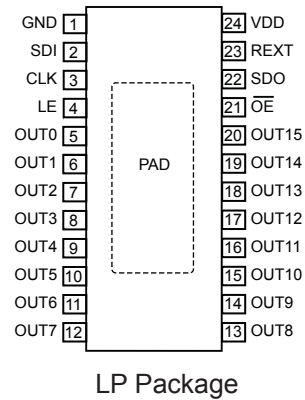 GND 1 24 VDD
SDI 2 23 REXT
CLK 3 22 SDO
LE 4 21 O̅E̅
OUT0 5 20 OUT15
OUT1 6 PAD 19 OUT14
OUT2 7 18 OUT13
OUT3 8 17 OUT12
OUT4 9 16 OUT11
OUT5 10 15 OUT10
OUT6 11 14 OUT9
OUT7 12 13 OUT8
LP Package